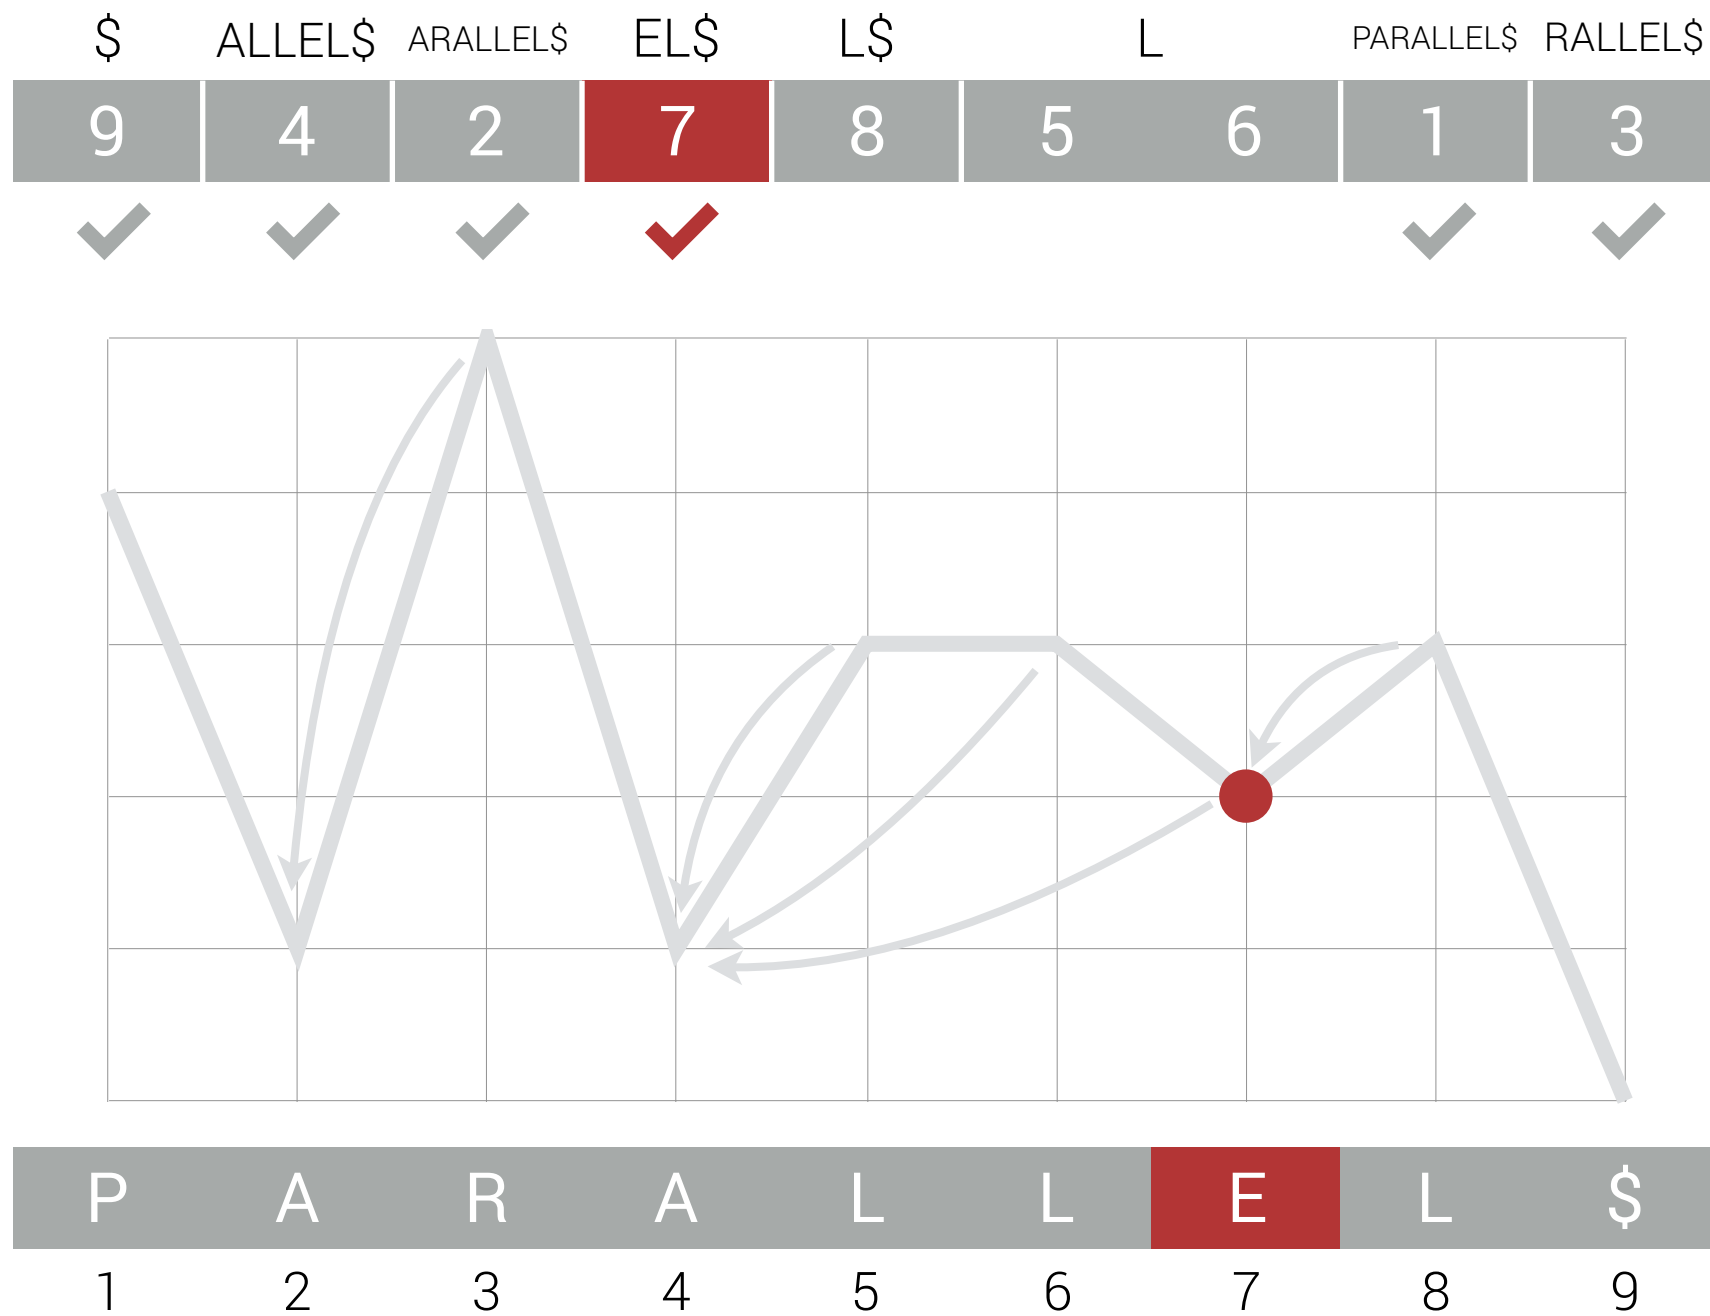 $ ALLEL$ ARALLEL$ EL$ L$ L PARALLEL$ RALLEL$
9 4 2 7 8 5 6 1 3
P A R A L L E L $
1 2 3 4 5 6 7 8 9